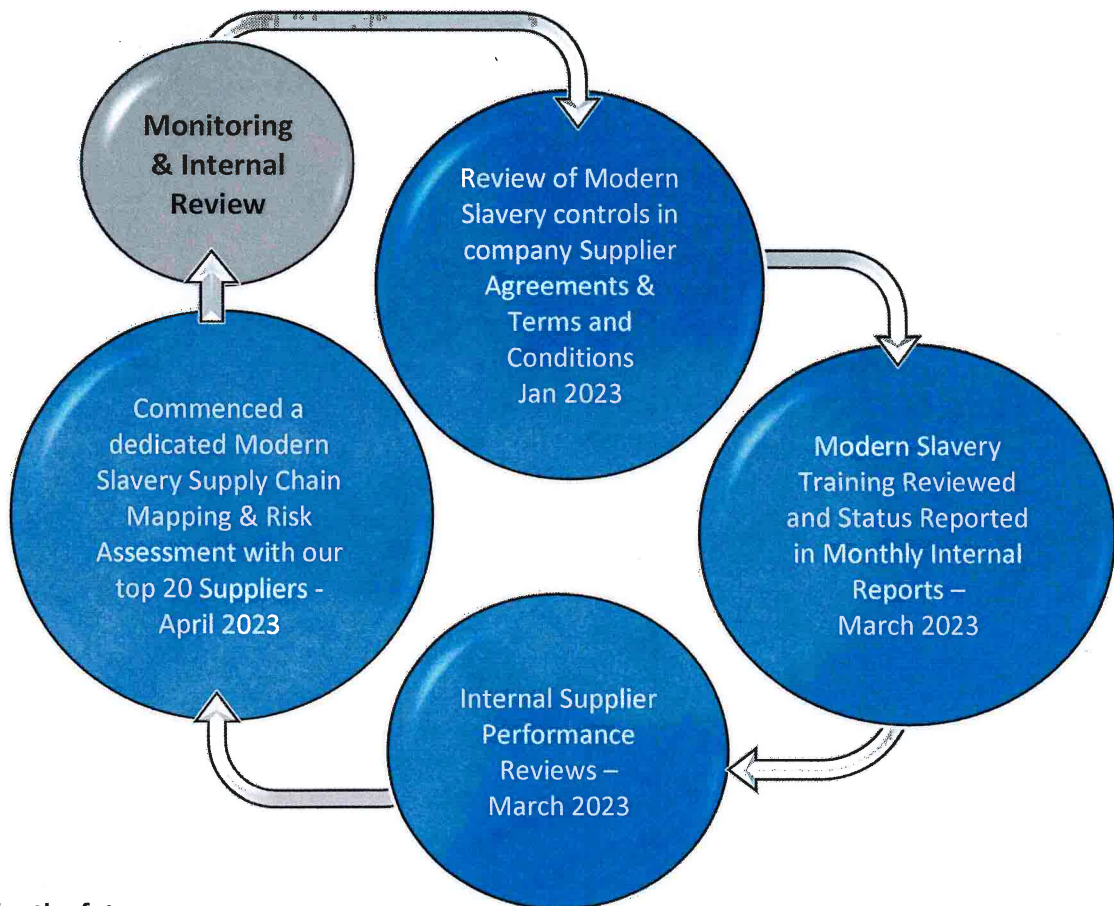 Monitoring
& Internal
Review
Review of Modern
Slavery controls in
company Supplier
Agreements &
Terms and
Conditions
Jan 2023
Modern Slavery
Training Reviewed
and Status Reported
in Monthly Internal
Reports –
March 2023
Internal Supplier
Performance
Reviews –
March 2023
Commenced a
dedicated Modern
Slavery Supply Chain
Mapping & Risk
Assessment with our
top 20 Suppliers -
April 2023